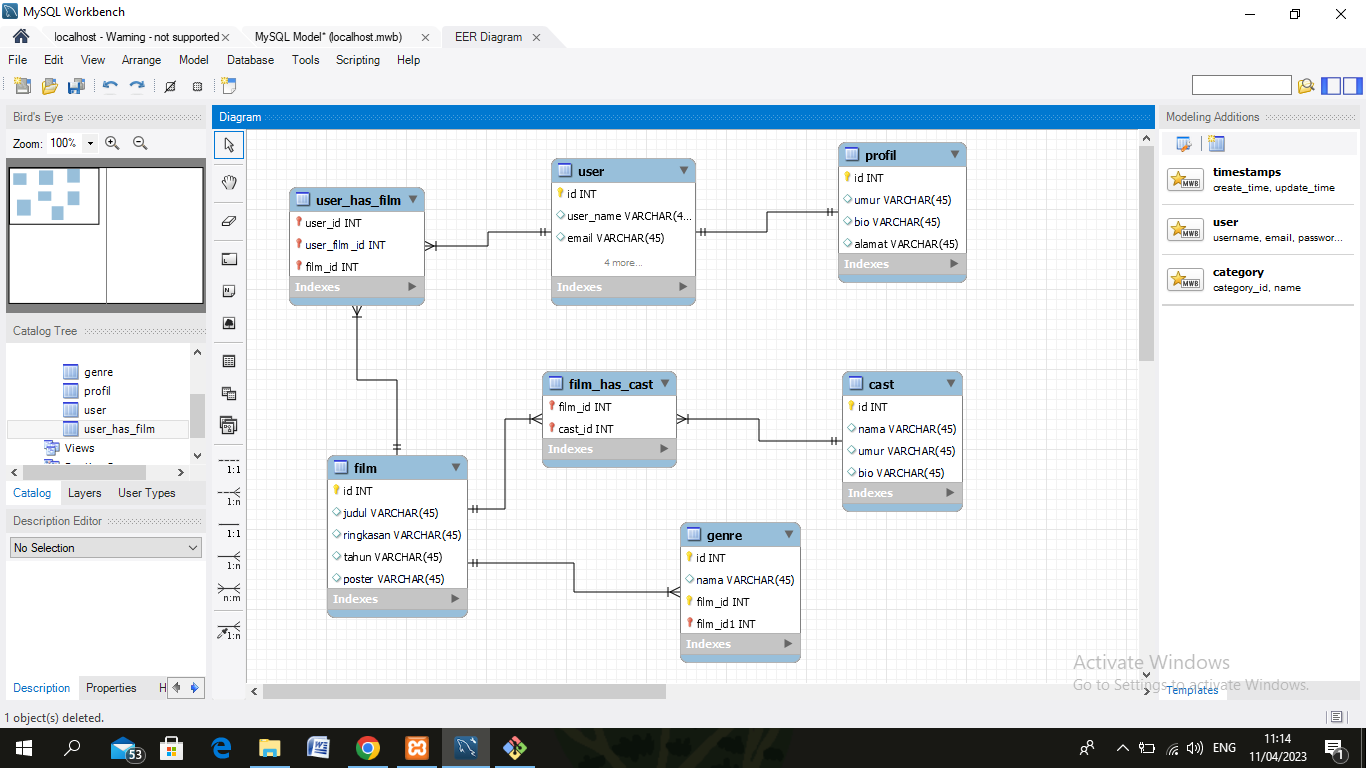 MySQL Workbench
localhost - Warning - not supported
MySQL Model* (localhost.mwb)
EER Diagram
File Edit View Arrange Model Database Tools Scripting Help
Bird's Eye
Zoom: 100%
Catalog Tree
genre
profil
user
user_has_film
Views
Catalog Layers User Types
Description Editor
No Selection
Description Properties H
Diagram
1:1
1:n
1:1
1:n
n:m
1:n
user_has_film
user_id INT
user_film_id INT
film_id INT
Indexes
user
id INT
user_name VARCHAR(4...
email VARCHAR(45)
4 more...
Indexes
profil
id INT
umur VARCHAR(45)
bio VARCHAR(45)
alamat VARCHAR(45)
Indexes
film_has_cast
film_id INT
cast_id INT
Indexes
cast
id INT
nama VARCHAR(45)
umur VARCHAR(45)
bio VARCHAR(45)
Indexes
film
id INT
judul VARCHAR(45)
ringkasan VARCHAR(45)
tahun VARCHAR(45)
poster VARCHAR(45)
Indexes
genre
id INT
nama VARCHAR(45)
film_id INT
film_id1 INT
Indexes
Modeling Additions
MWB
timestamps
create_time, update_time
MWB
user
username, email, passwor...
MWB
category
category_id, name
Activate Windows
Go to Settings to activate Windows.
Templates
1 object(s) deleted.
53
ENG
11:14
11/04/2023
1